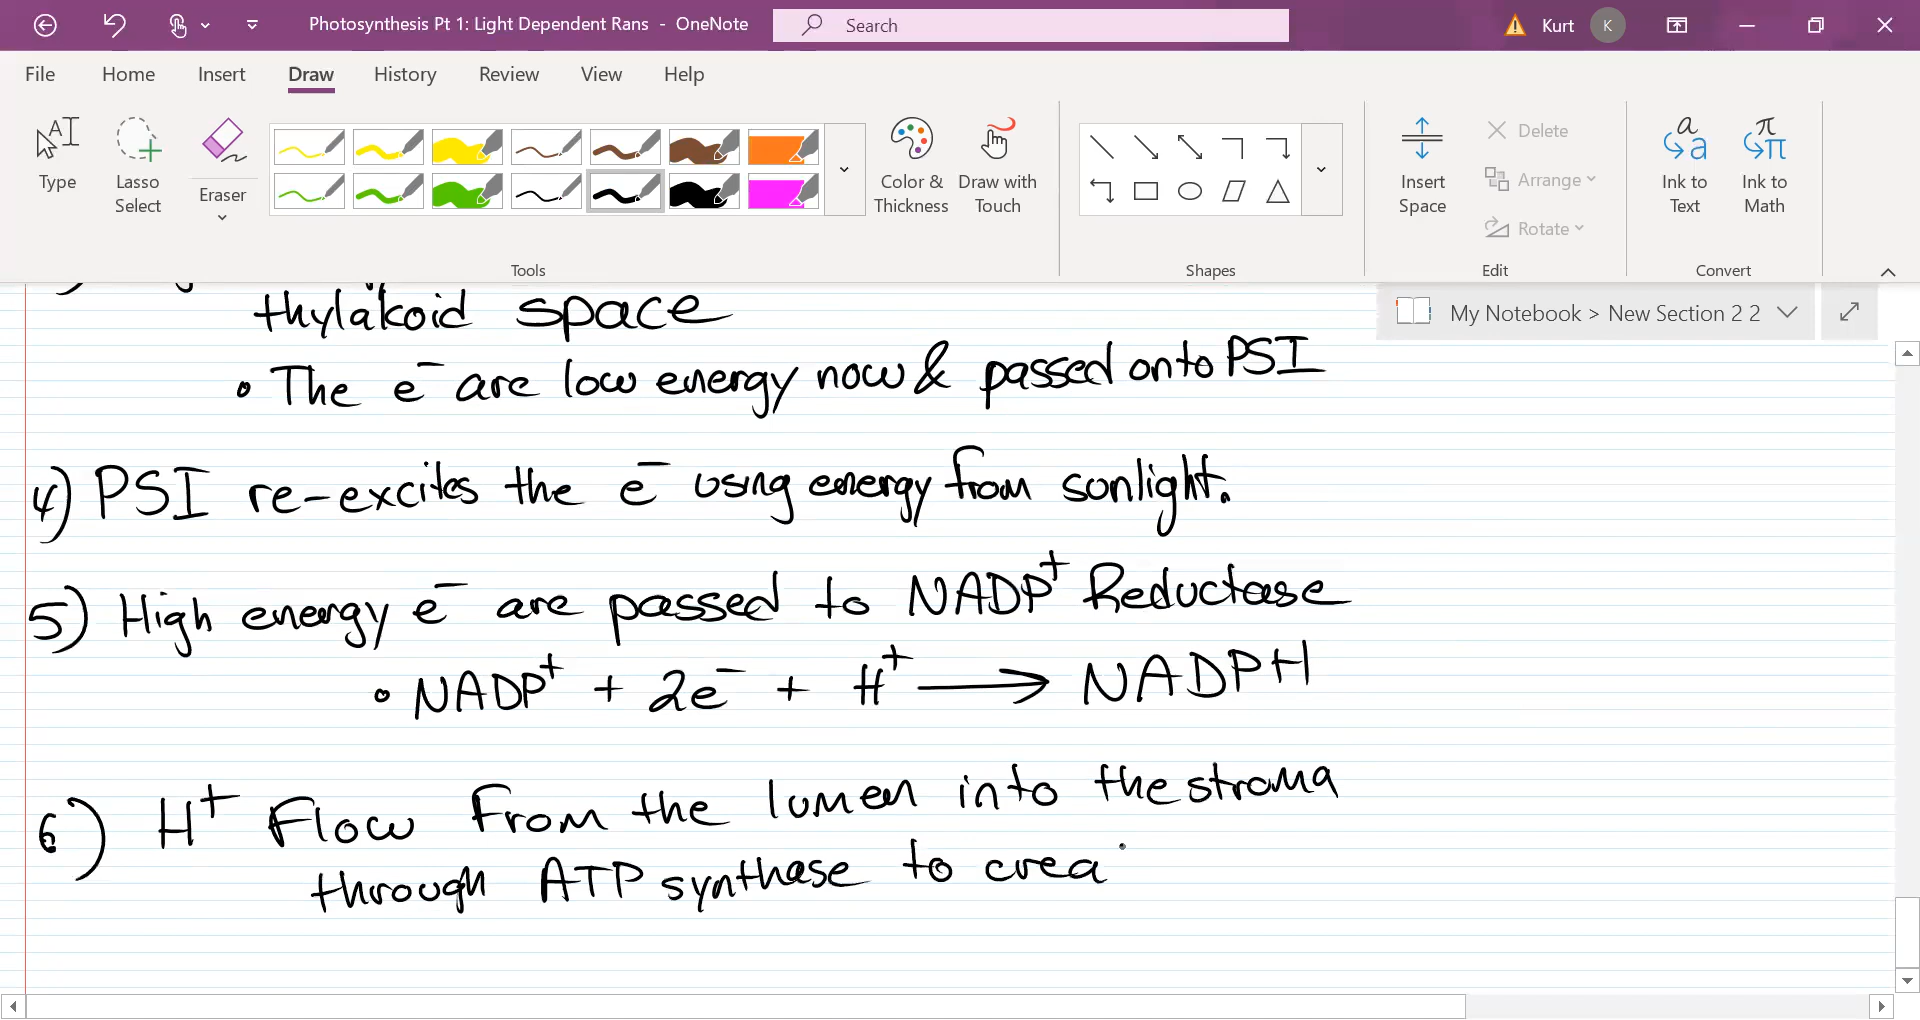 Photosynthesis Pt 1: Light Dependent Rans - OneNote
Search
Kurt
K
File Home Insert Draw History Review View Help
Type
Lasso Select
Eraser
Color & Thickness
Draw with Touch
Insert Space
Delete
Arrange
Rotate
Ink to Text
Ink to Math
Tools
Shapes
Edit
Convert
My Notebook > New Section 2 2
thylakoid space
• The e⁻ are low energy now & passed onto PSI
4) PSI re-excites the e⁻ using energy from sonlight.
5) High energy e⁻ are passed to NADP⁺ Reductase
• NADP⁺ + 2e⁻ + H⁺ → NADPH
6) H⁺ Flow From the lumen into the stroma
through ATP synthase to crea